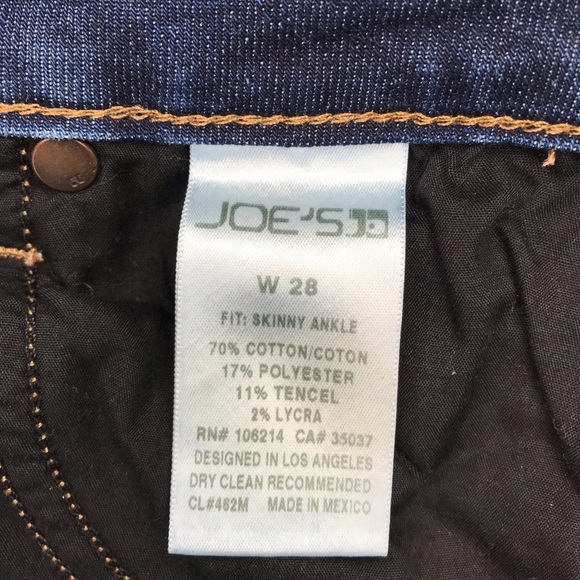 JOE'S
W 28
FIT: SKINNY ANKLE
70% COTTON/COTON
17% POLYESTER
11% TENCEL
2% LYCRA
RN# 106214 CA# 35037
DESIGNED IN LOS ANGELES
DRY CLEAN RECOMMENDED
CL#462M MADE IN MEXICO